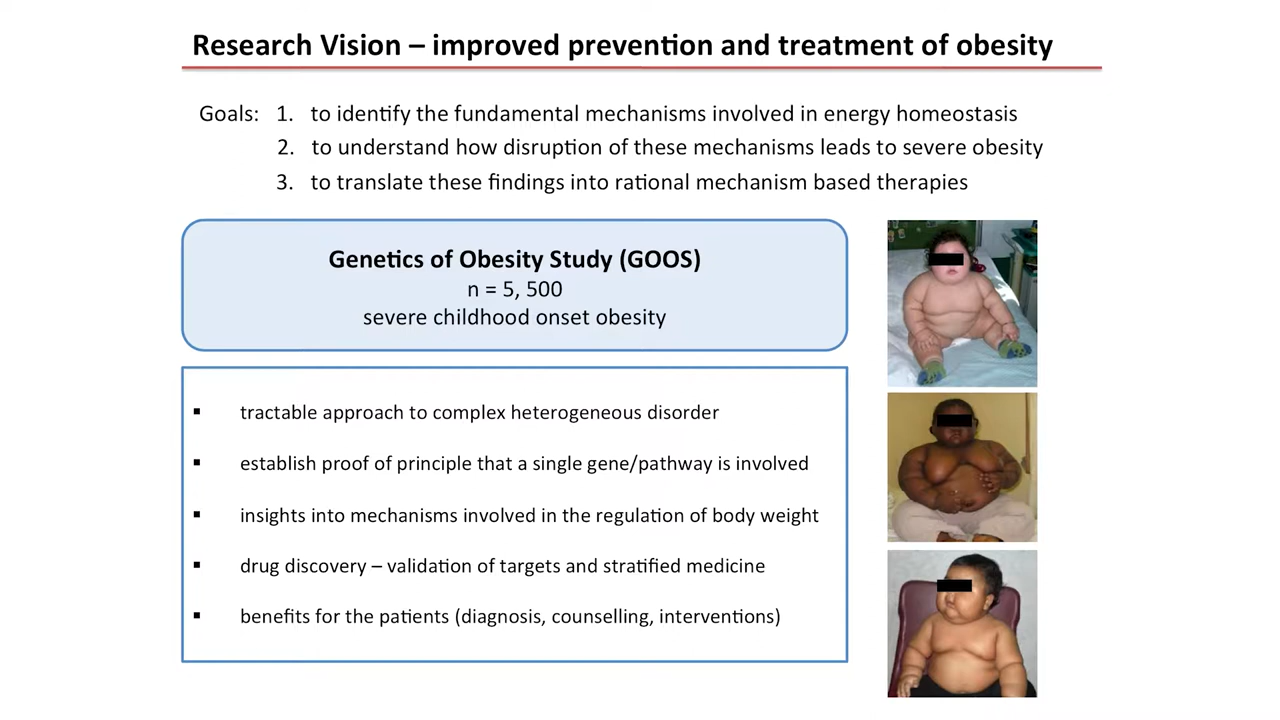 Research Vision – improved prevention and treatment of obesity
Goals: 1. to identify the fundamental mechanisms involved in energy homeostasis
2. to understand how disruption of these mechanisms leads to severe obesity
3. to translate these findings into rational mechanism based therapies
Genetics of Obesity Study (GOOS)
n = 5, 500
severe childhood onset obesity
▪ tractable approach to complex heterogeneous disorder
▪ establish proof of principle that a single gene/pathway is involved
▪ insights into mechanisms involved in the regulation of body weight
▪ drug discovery – validation of targets and stratified medicine
▪ benefits for the patients (diagnosis, counselling, interventions)